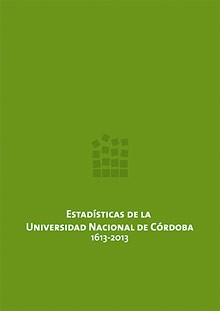 Estadísticas de la
Universidad Nacional de Córdoba
1613-2013